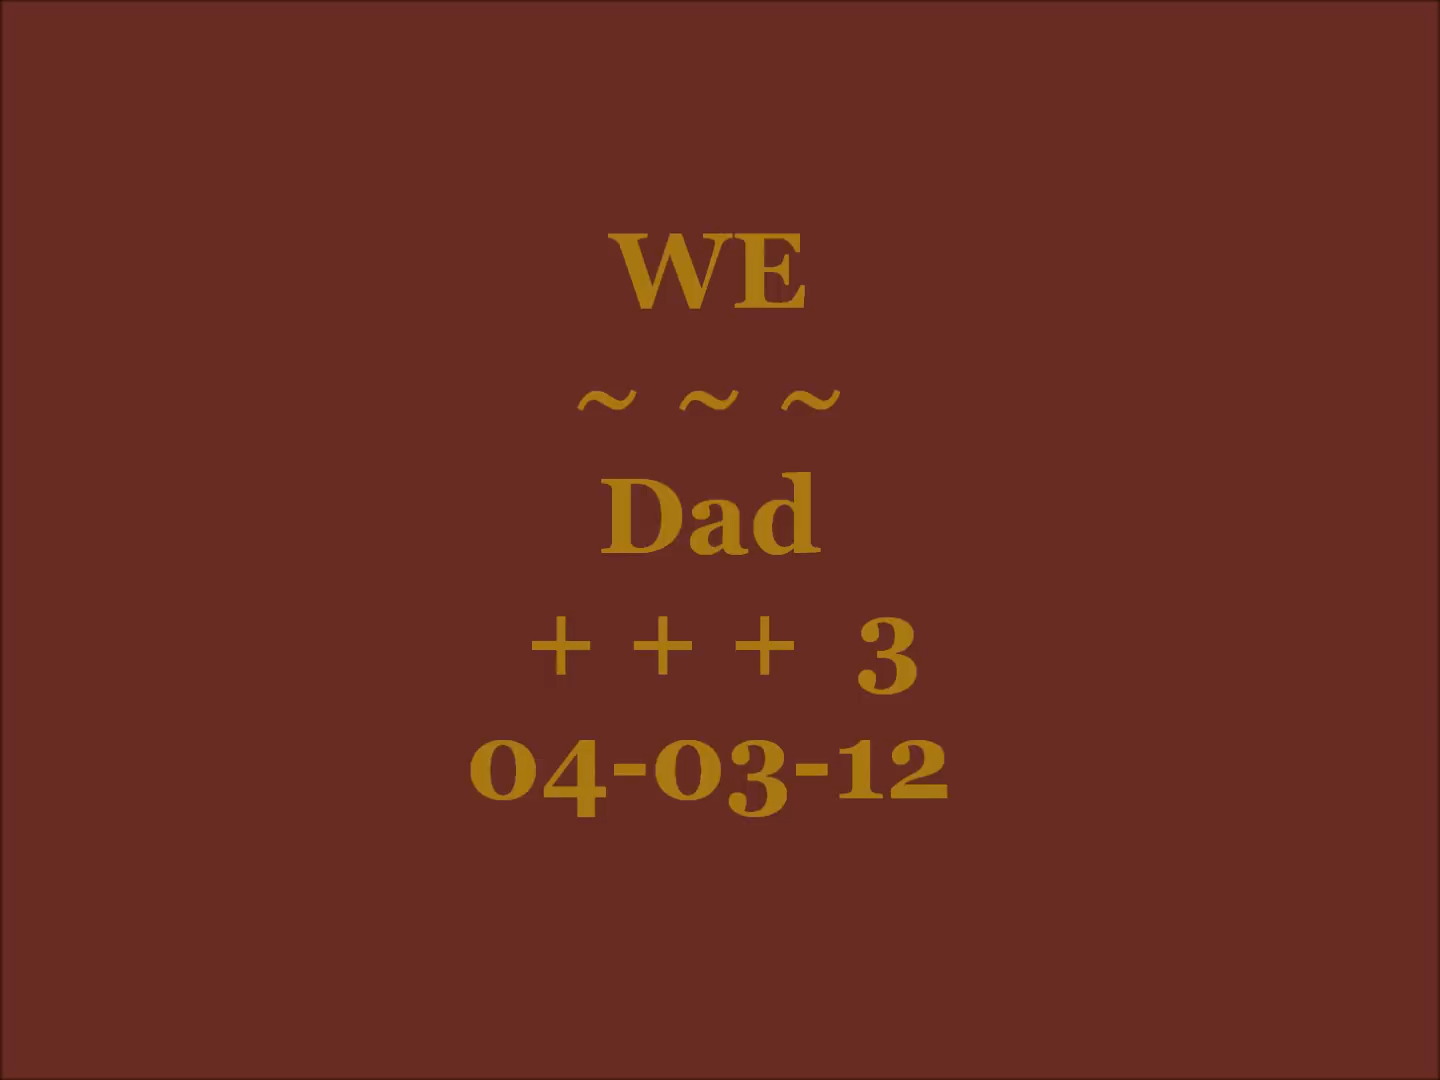 WE
~ ~ ~
Dad
+ + + 3
04-03-12